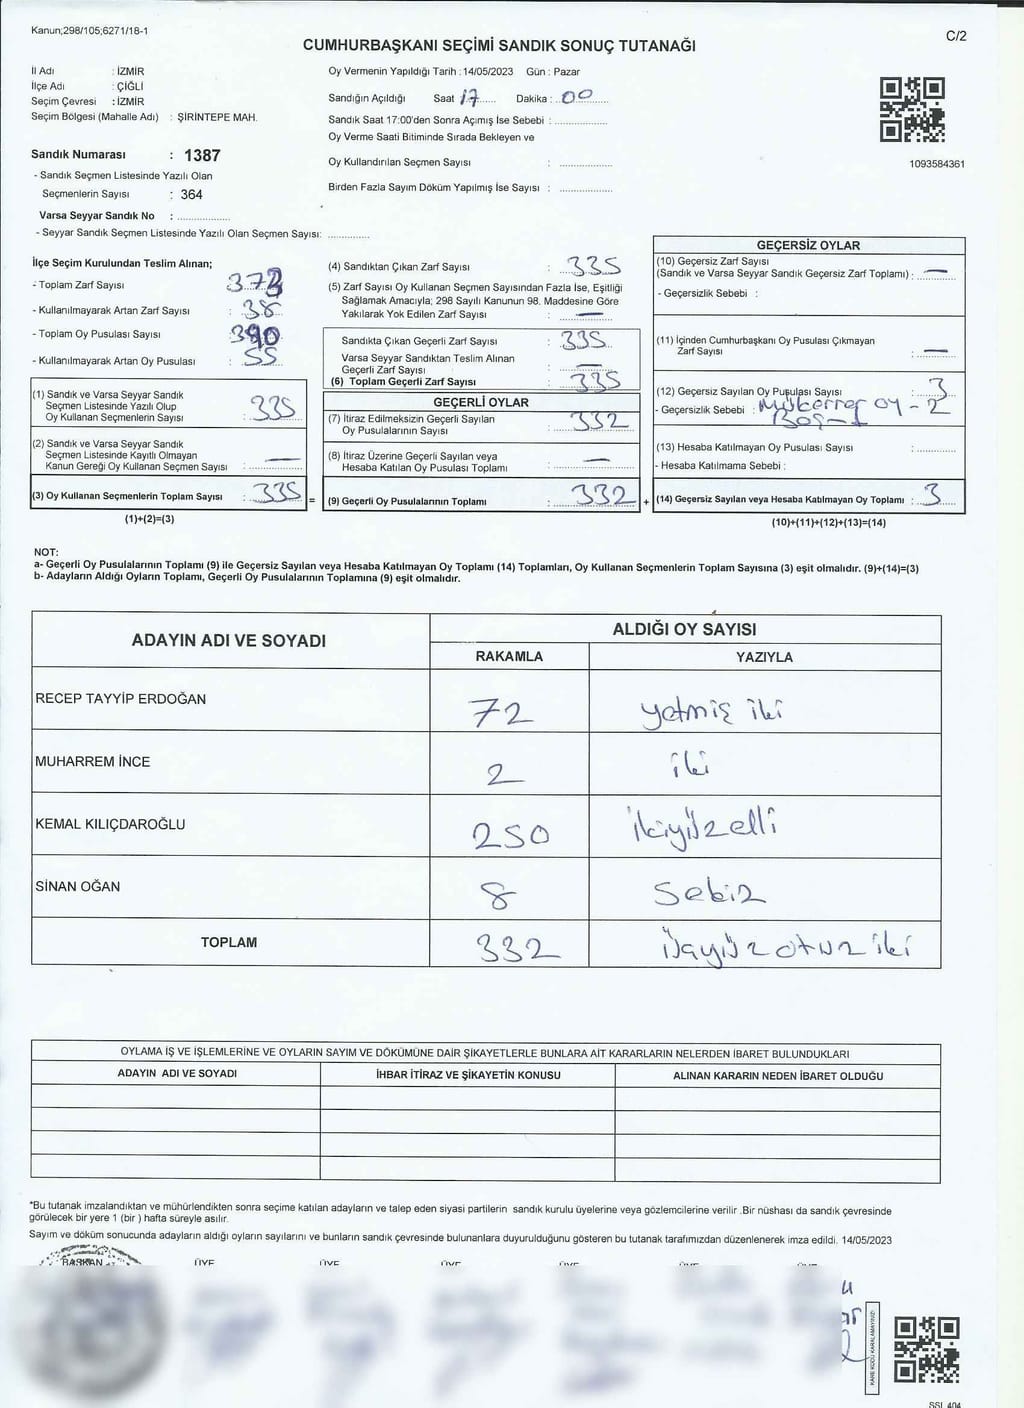 Kanun;298/105;6271/18-1
C/2
CUMHURBAŞKANI SEÇİMİ SANDIK SONUÇ TUTANAĞI
İl Adı : İZMİR
İlçe Adı : ÇİĞLİ
Seçim Çevresi : İZMİR
Seçim Bölgesi (Mahalle Adı) : ŞİRİNTEPE MAH.
Sandık Numarası : 1387
- Sandık Seçmen Listesinde Yazılı Olan
Seçmenlerin Sayısı : 364
Varsa Seyyar Sandık No : ....................
- Seyyar Sandık Seçmen Listesinde Yazılı Olan Seçmen Sayısı: ................
Oy Vermenin Yapıldığı Tarih : 14/05/2023 Gün : Pazar
Sandığın Açıldığı Saat 17 Dakika : 00
Sandık Saat 17:00'den Sonra Açımış İse Sebebi : ....................
Oy Verme Saati Bitiminde Sırada Bekleyen ve
Oy Kullandırılan Seçmen Sayısı : ....................
Birden Fazla Sayım Döküm Yapılmış İse Sayısı : ....................
1093584361
İlçe Seçim Kurulundan Teslim Alınan;
- Toplam Zarf Sayısı : 373
- Kullanılmayarak Artan Zarf Sayısı : 38
- Toplam Oy Pusulası Sayısı : 390
- Kullanılmayarak Artan Oy Pusulası : 55
(1) Sandık ve Varsa Seyyar Sandık
Seçmen Listesinde Yazılı Olup
Oy Kullanan Seçmenlerin Sayısı : 335
(2) Sandık ve Varsa Seyyar Sandık
Seçmen Listesinde Kayıtlı Olmayan
Kanun Gereği Oy Kullanan Seçmen Sayısı : —
(3) Oy Kullanan Seçmenlerin Toplam Sayısı : 335 =
(1)+(2)=(3)
(4) Sandıktan Çıkan Zarf Sayısı : 335
(5) Zarf Sayısı Oy Kullanan Seçmen Sayısından Fazla İse, Eşitliği
Sağlamak Amacıyla; 298 Sayılı Kanunun 98. Maddesine Göre
Yakılarak Yok Edilen Zarf Sayısı : —
Sandıkta Çıkan Geçerli Zarf Sayısı : 335
Varsa Seyyar Sandıktan Teslim Alınan
Geçerli Zarf Sayısı : —
(6) Toplam Geçerli Zarf Sayısı : 335
GEÇERLİ OYLAR
(7) İtiraz Edilmeksizin Geçerli Sayılan
Oy Pusulalarının Sayısı : 332
(8) İtiraz Üzerine Geçerli Sayılan veya
Hesaba Katılan Oy Pusulası Toplamı : —
(9) Geçerli Oy Pusulalarının Toplamı : 332 +
GEÇERSİZ OYLAR
(10) Geçersiz Zarf Sayısı
(Sandık ve Varsa Seyyar Sandık Geçersiz Zarf Toplamı) : —
- Geçersizlik Sebebi :
(11) İçinden Cumhurbaşkanı Oy Pusulası Çıkmayan
Zarf Sayısı : —
(12) Geçersiz Sayılan Oy Pusulası Sayısı : 3
- Geçersizlik Sebebi : Mükerrer oy - 2
Boş - 1
(13) Hesaba Katılmayan Oy Pusulası Sayısı : ............
- Hesaba Katılmama Sebebi :
(14) Geçersiz Sayılan veya Hesaba Katılmayan Oy Toplamı : 3
(10)+(11)+(12)+(13)=(14)
NOT:
a- Geçerli Oy Pusulalarının Toplamı (9) ile Geçersiz Sayılan veya Hesaba Katılmayan Oy Toplamı (14) Toplamları, Oy Kullanan Seçmenlerin Toplam Sayısına (3) eşit olmalıdır. (9)+(14)=(3)
b- Adayların Aldığı Oyların Toplamı, Geçerli Oy Pusulalarının Toplamına (9) eşit olmalıdır.
ADAYIN ADI VE SOYADI
ALDIĞI OY SAYISI
RAKAMLA YAZIYLA
RECEP TAYYİP ERDOĞAN 72 yetmiş iki
MUHARREM İNCE 2 iki
KEMAL KILIÇDAROĞLU 250 ikiyüzelli
SİNAN OĞAN 8 sekiz
TOPLAM 332 üçyüz otuz iki
OYLAMA İŞ VE İŞLEMLERİNE VE OYLARIN SAYIM VE DÖKÜMÜNE DAİR ŞİKAYETLERLE BUNLARA AİT KARARLARIN NELERDEN İBARET BULUNDUKLARI
ADAYIN ADI VE SOYADI İHBAR İTİRAZ VE ŞİKAYETİN KONUSU ALINAN KARARIN NEDEN İBARET OLDUĞU
*Bu tutanak imzalandıktan ve mühürlendikten sonra seçime katılan adayların ve talep eden siyasi partilerin sandık kurulu üyelerine veya gözlemcilerine verilir .Bir nüshası da sandık çevresinde
görülecek bir yere 1 (bir ) hafta süreyle asılır.
Sayım ve döküm sonucunda adayların aldığı oyların sayılarını ve bunların sandık çevresinde bulunanlara duyurulduğunu gösteren bu tutanak tarafımızdan düzenlenerek imza edildi. 14/05/2023
BAŞKAN ÜYE ÜYE ÜYE ÜYE ÜYE ÜYE
KARE KODU KARALAMAYINIZ!
SSL 404